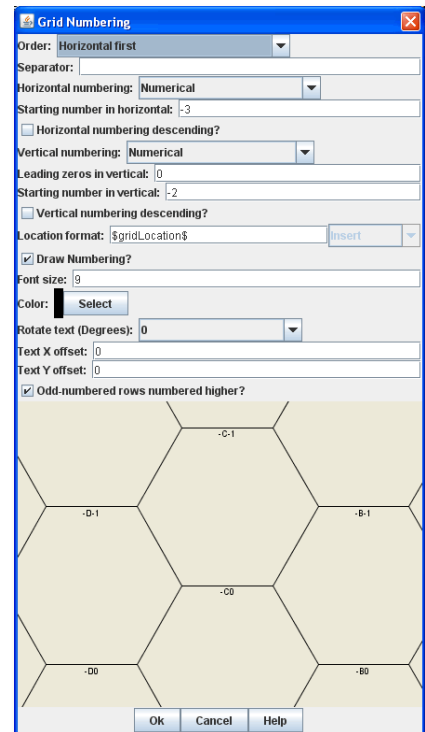 Grid Numbering
Order: Horizontal first
Separator:
Horizontal numbering: Numerical
Starting number in horizontal: -3
Horizontal numbering descending?
Vertical numbering: Numerical
Leading zeros in vertical: 0
Starting number in vertical: -2
Vertical numbering descending?
Location format: $gridLocation$ Insert
Draw Numbering?
Font size: 9
Color: Select
Rotate text (Degrees): 0
Text X offset: 0
Text Y offset: 0
Odd-numbered rows numbered higher?
-C-1
-D-1 -B-1
-C0
-D0 -B0
Ok Cancel Help